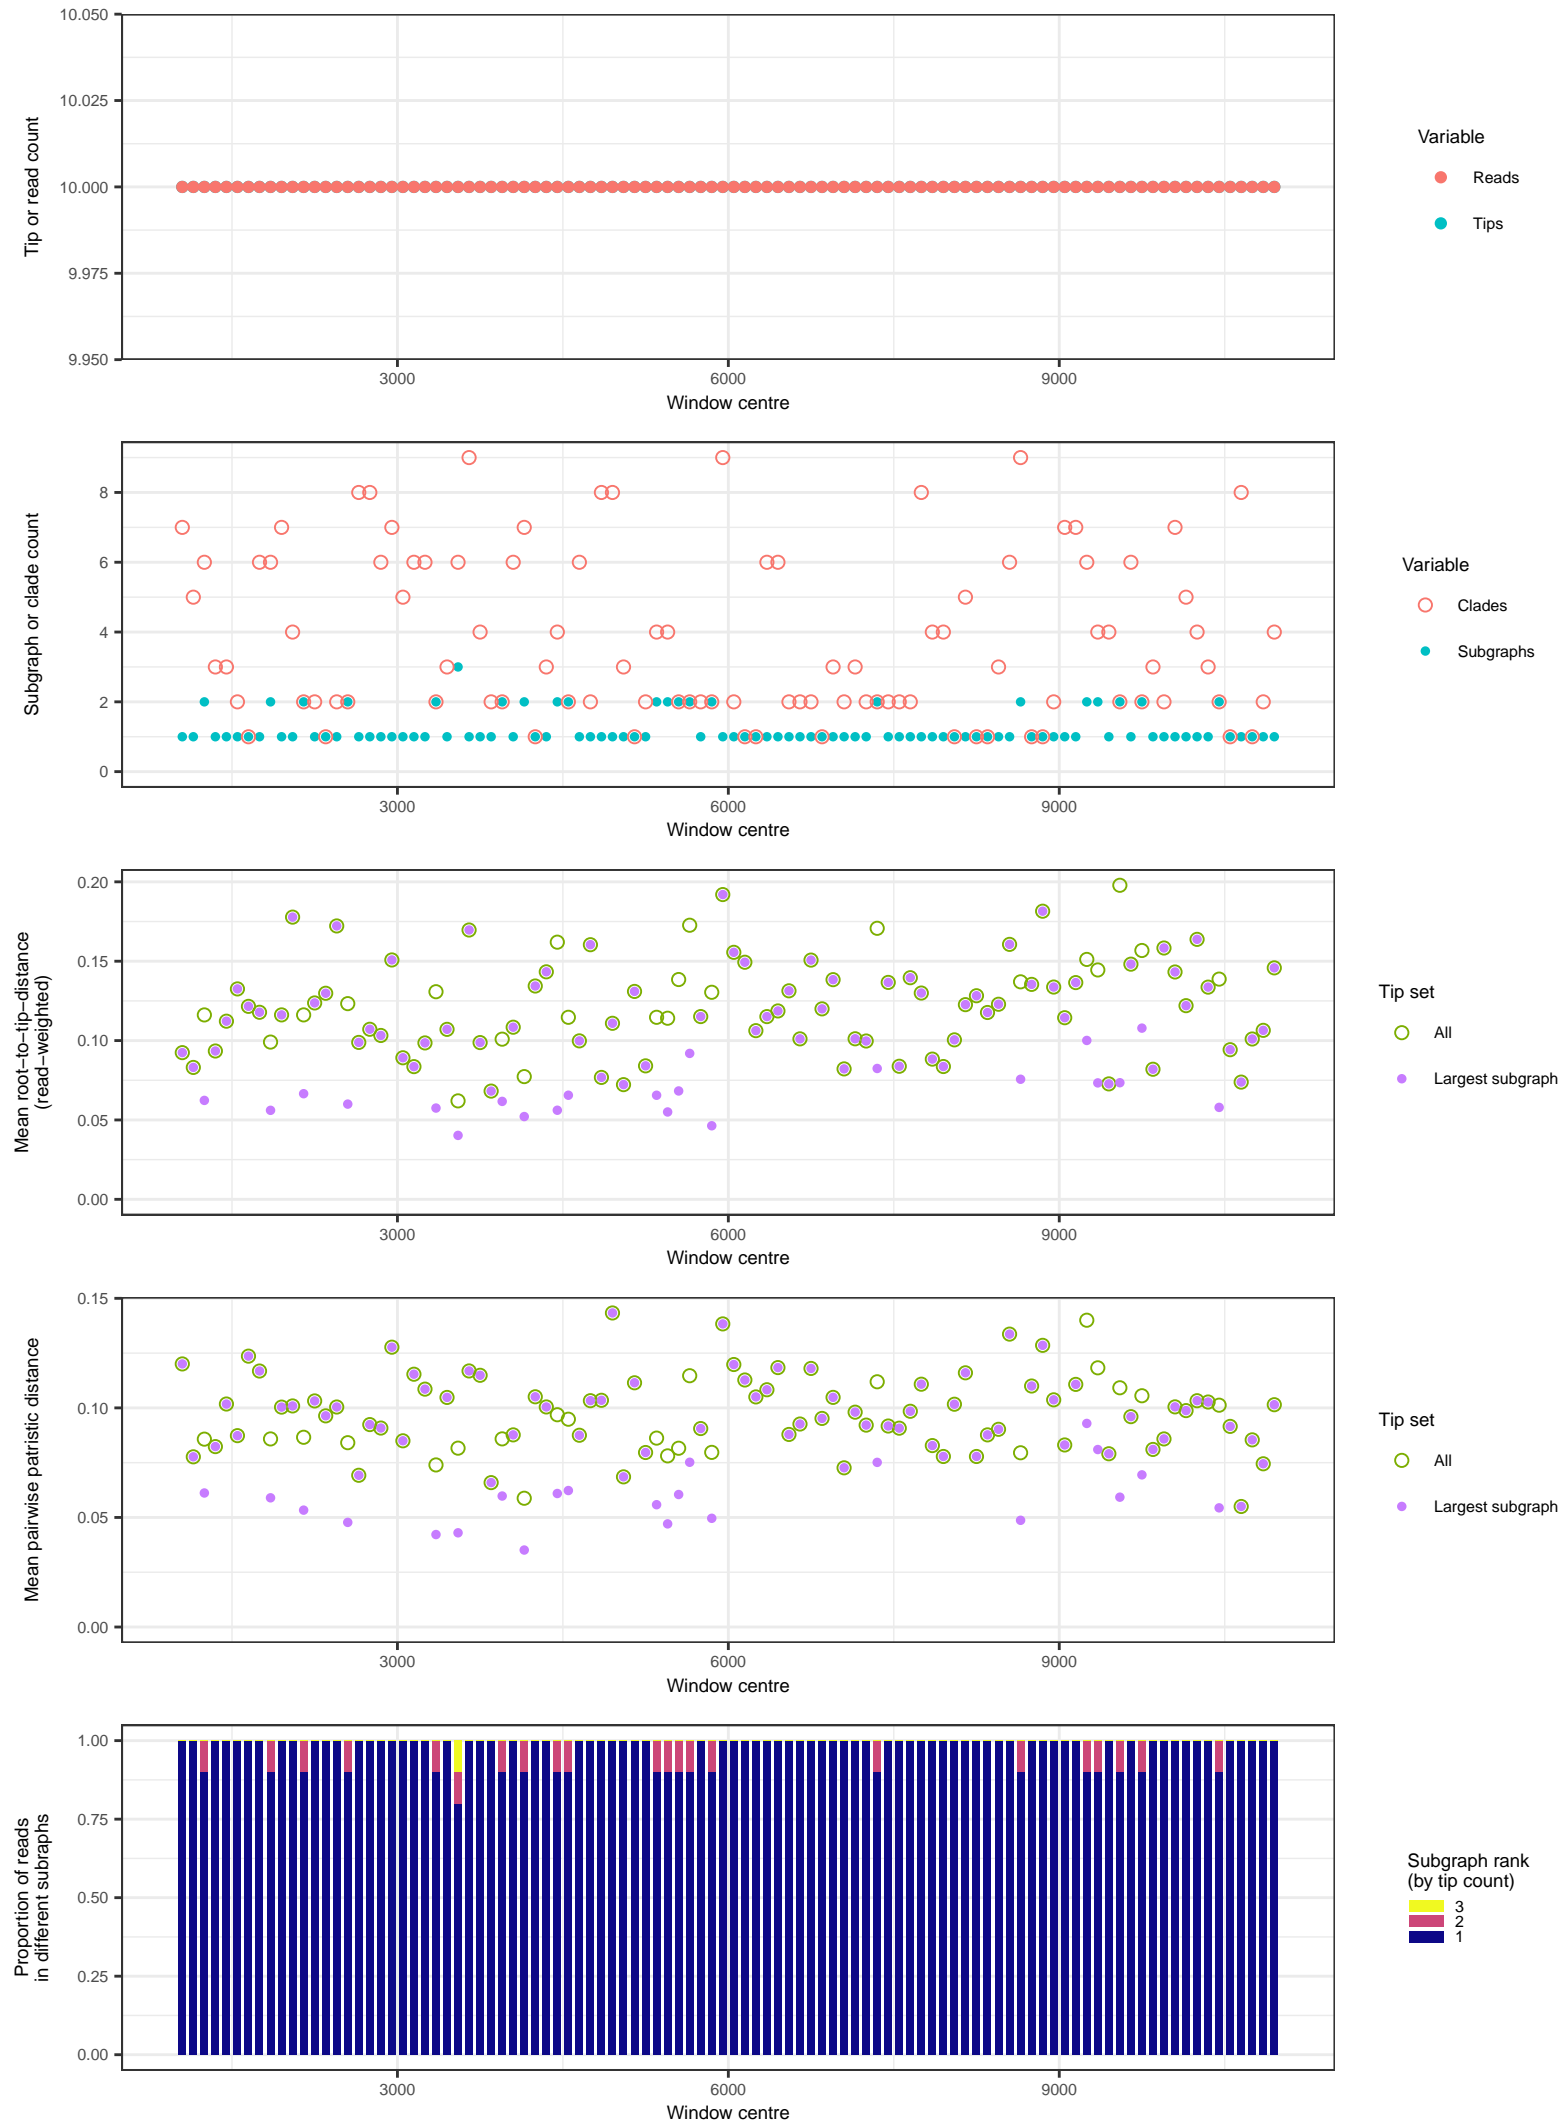 10.050
10.025
10.000
9.975
9.950
Tip or read count
3000 6000 9000
Window centre
Variable
Reads
Tips
8
6
4
2
0
Subgraph or clade count
3000 6000 9000
Window centre
Variable
Clades
Subgraphs
0.20
0.15
0.10
0.05
0.00
Mean root−to−tip−distance
(read−weighted)
3000 6000 9000
Window centre
Tip set
All
Largest subgraph
0.15
0.10
0.05
0.00
Mean pairwise patristic distance
3000 6000 9000
Window centre
Tip set
All
Largest subgraph
1.00
0.75
0.50
0.25
0.00
Proportion of reads
in different subraphs
3000 6000 9000
Window centre
Subgraph rank
(by tip count)
3
2
1